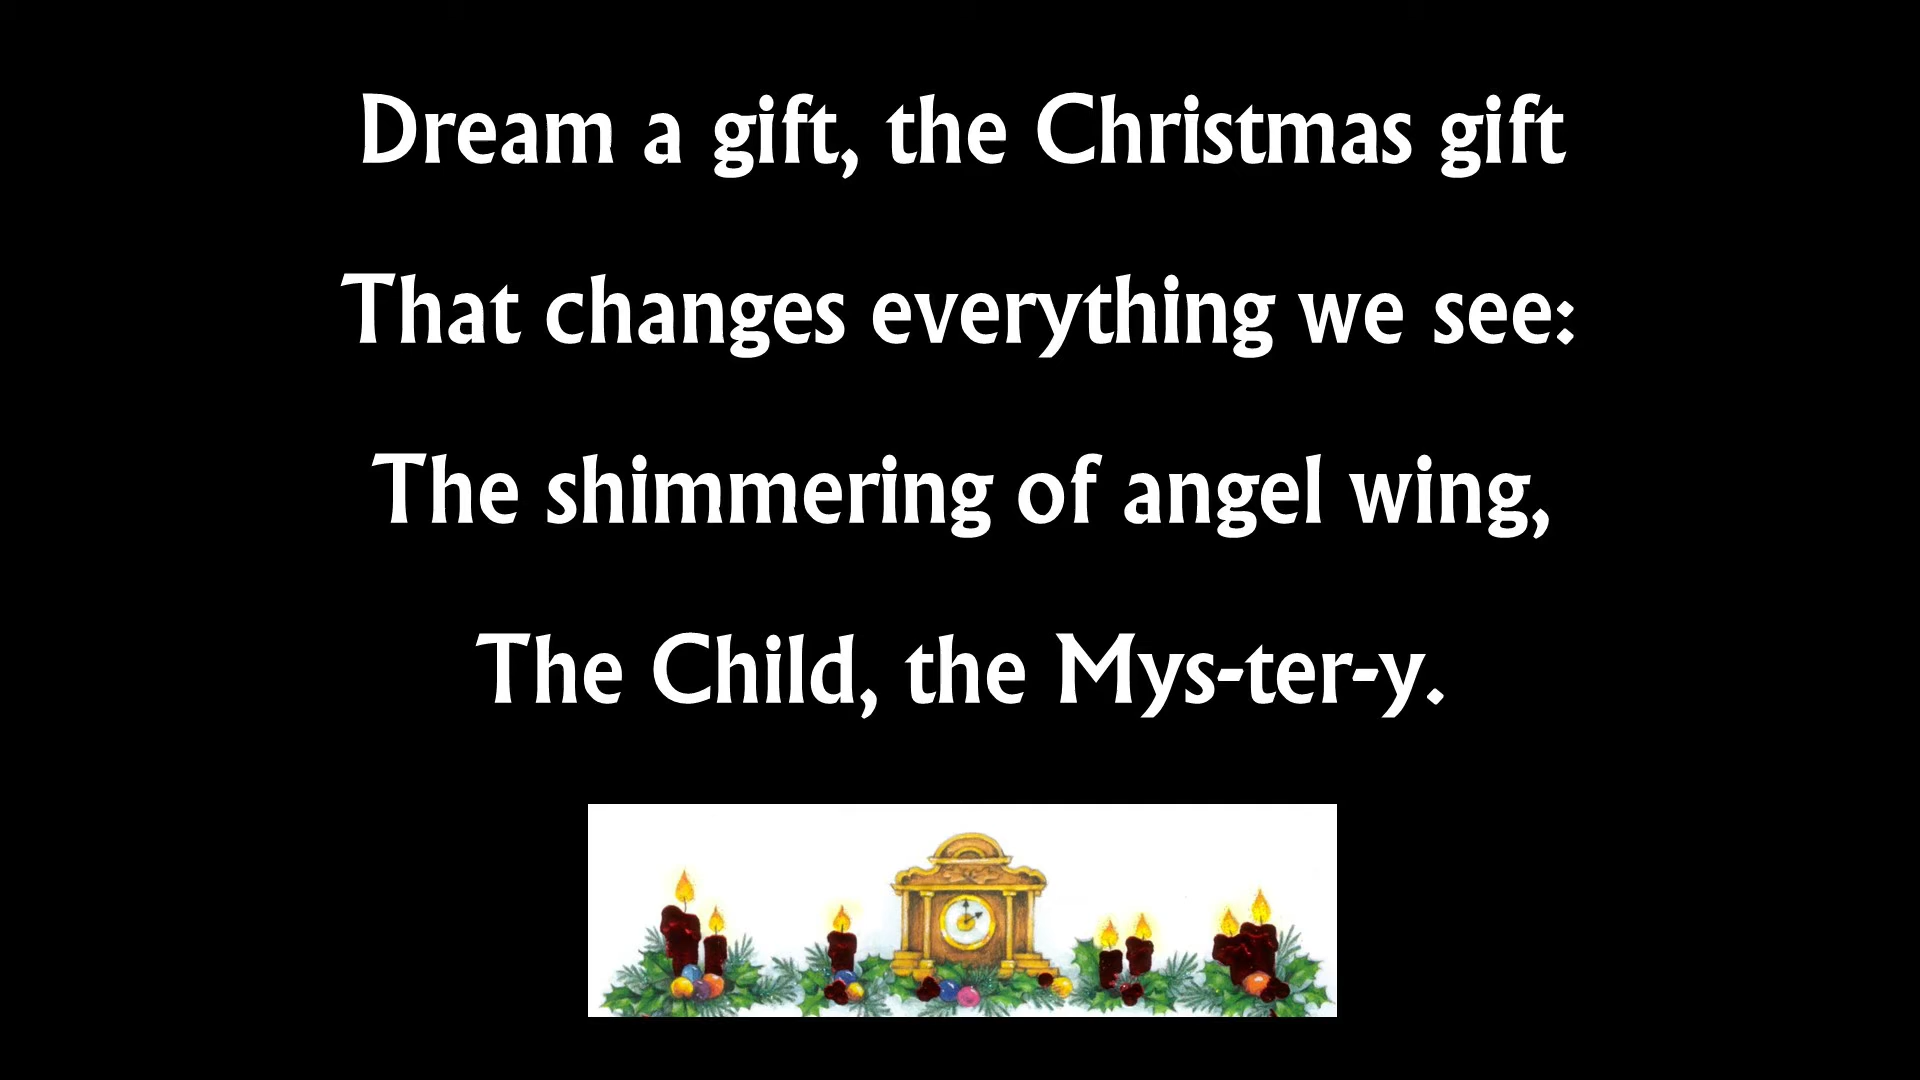 Dream a gift, the Christmas gift
That changes everything we see:
The shimmering of angel wing,
The Child, the Mys-ter-y.